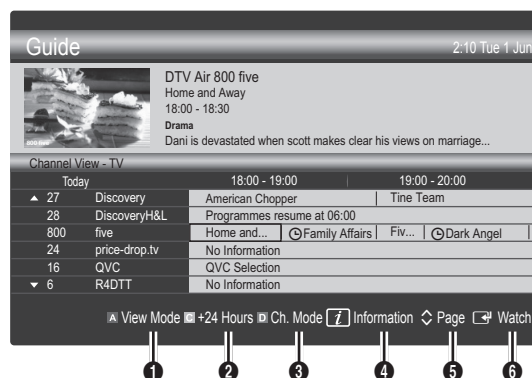 Guide 2:10 Tue 1 Jun
DTV Air 800 five
Home and Away
18:00 - 18:30
Drama
Dani is devastated when scott makes clear his views on marriage...
800 five
Channel View - TV
Today 18:00 - 19:00 19:00 - 20:00
▲ 27 Discovery American Chopper Tine Team
28 DiscoveryH&L Programmes resume at 06:00
800 five Home and... Family Affairs Fiv... Dark Angel
24 price-drop.tv No Information
16 QVC QVC Selection
▼ 6 R4DTT No Information
A View Mode C +24 Hours D Ch. Mode i Information Page Watch
1 2 3 4 5 6